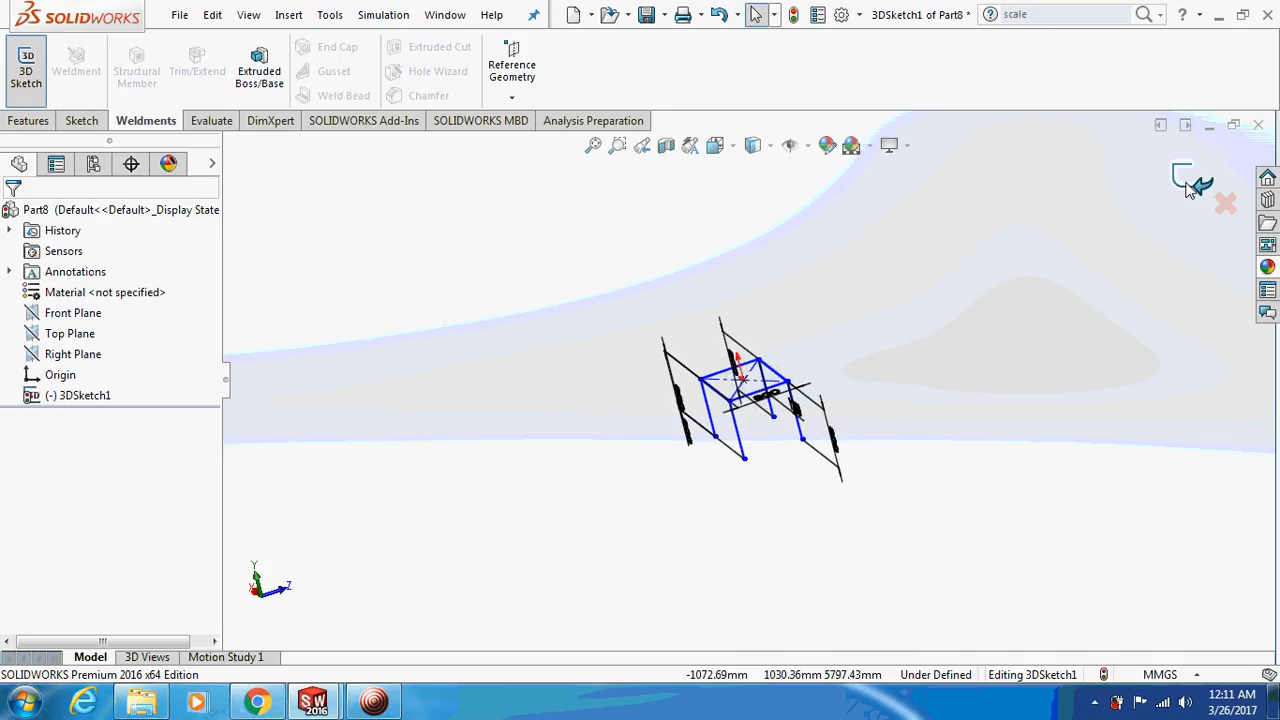 SOLIDWORKS File Edit View Insert Tools Simulation Window Help 3DSketch1 of Part8 * scale
3D Sketch Weldment Structural Member Trim/Extend Extruded Boss/Base End Cap Gusset Weld Bead Extruded Cut Hole Wizard Chamfer Reference Geometry
Features Sketch Weldments Evaluate DimXpert SOLIDWORKS Add-Ins SOLIDWORKS MBD Analysis Preparation
Part8 (Default<<Default>_Display State
History
Sensors
Annotations
Material <not specified>
Front Plane
Top Plane
Right Plane
Origin
(-) 3DSketch1
Y
X Z
Model 3D Views Motion Study 1
SOLIDWORKS Premium 2016 x64 Edition -1072.69mm 1030.36mm 5797.43mm Under Defined Editing 3DSketch1 MMGS
SW 2016
12:11 AM
3/26/2017